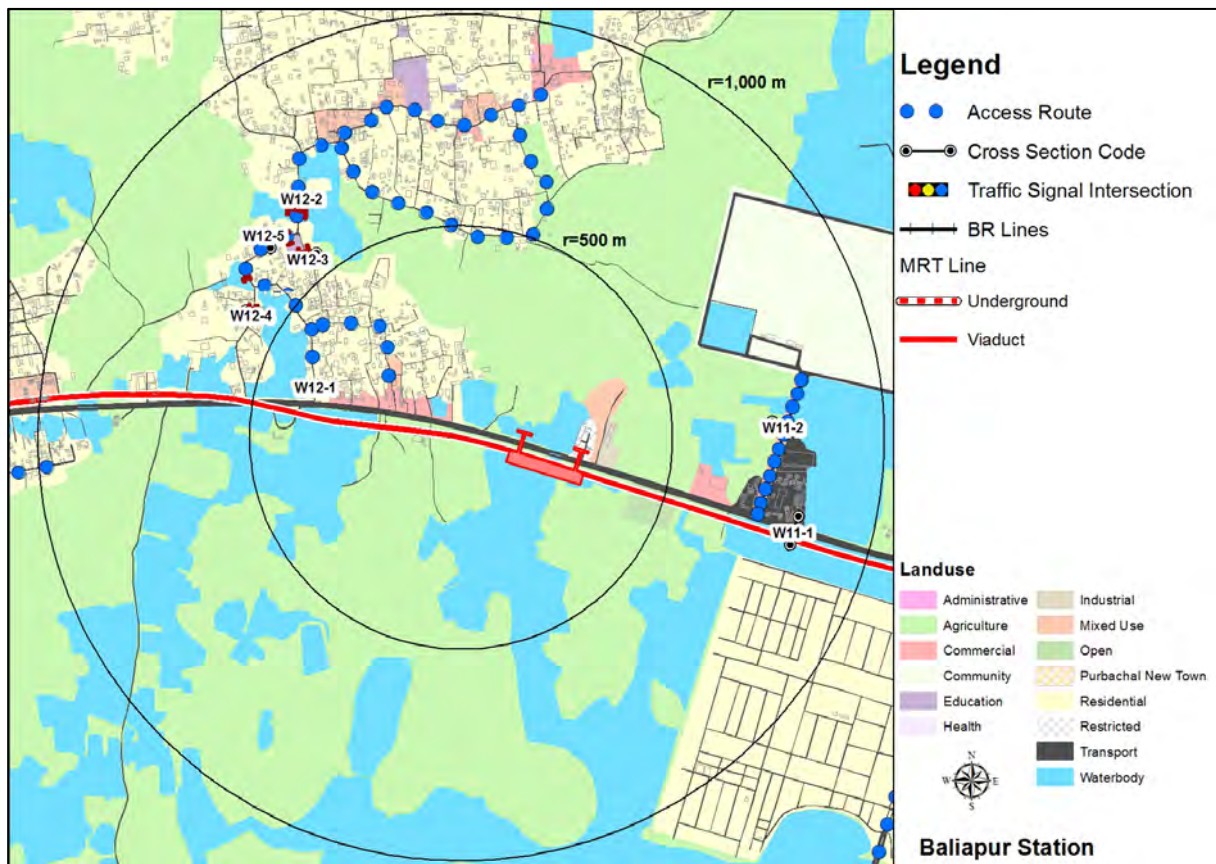 r=1,000 m
r=500 m
W12-2
W12-5
W12-3
W12-4
W12-1
W11-2
W11-1
Legend
Access Route
Cross Section Code
Traffic Signal Intersection
BR Lines
MRT Line
Underground
Viaduct
Landuse
Administrative
Agriculture
Commercial
Community
Education
Health
Industrial
Mixed Use
Open
Purbachal New Town
Residential
Restricted
Transport
Waterbody
N
W E
S
Baliapur Station